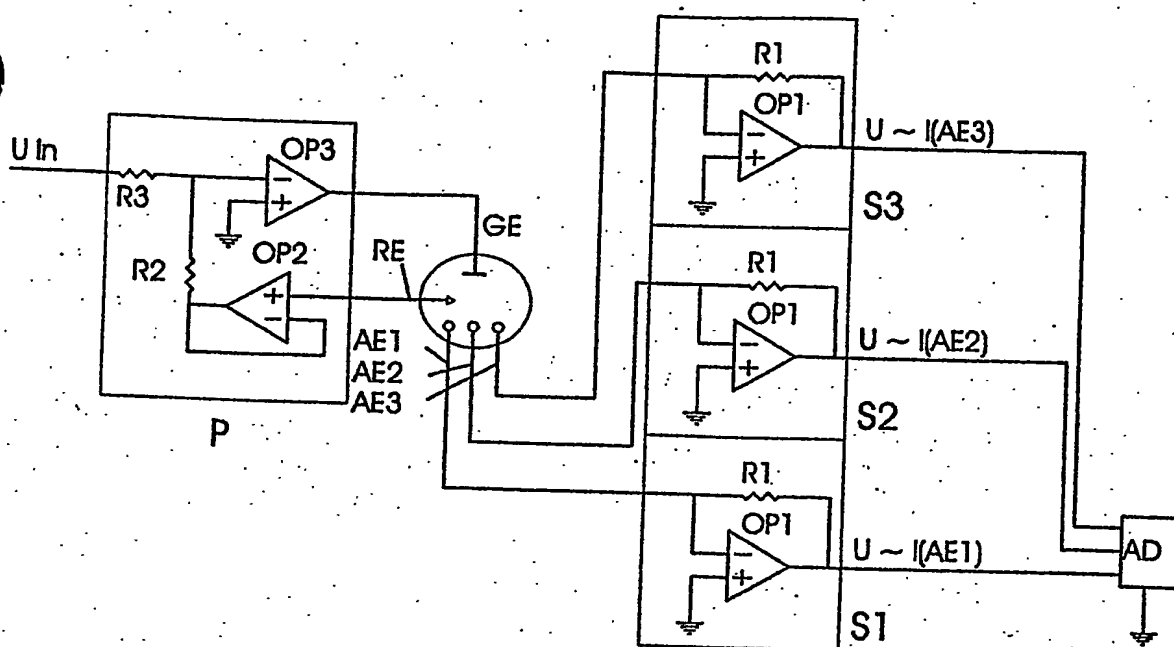 U In
R3
OP3
R2
OP2
P
GE
RE
AE1
AE2
AE3
R1
OP1
U ~ I(AE3)
S3
R1
OP1
U ~ I(AE2)
S2
R1
OP1
U ~ I(AE1)
S1
AD